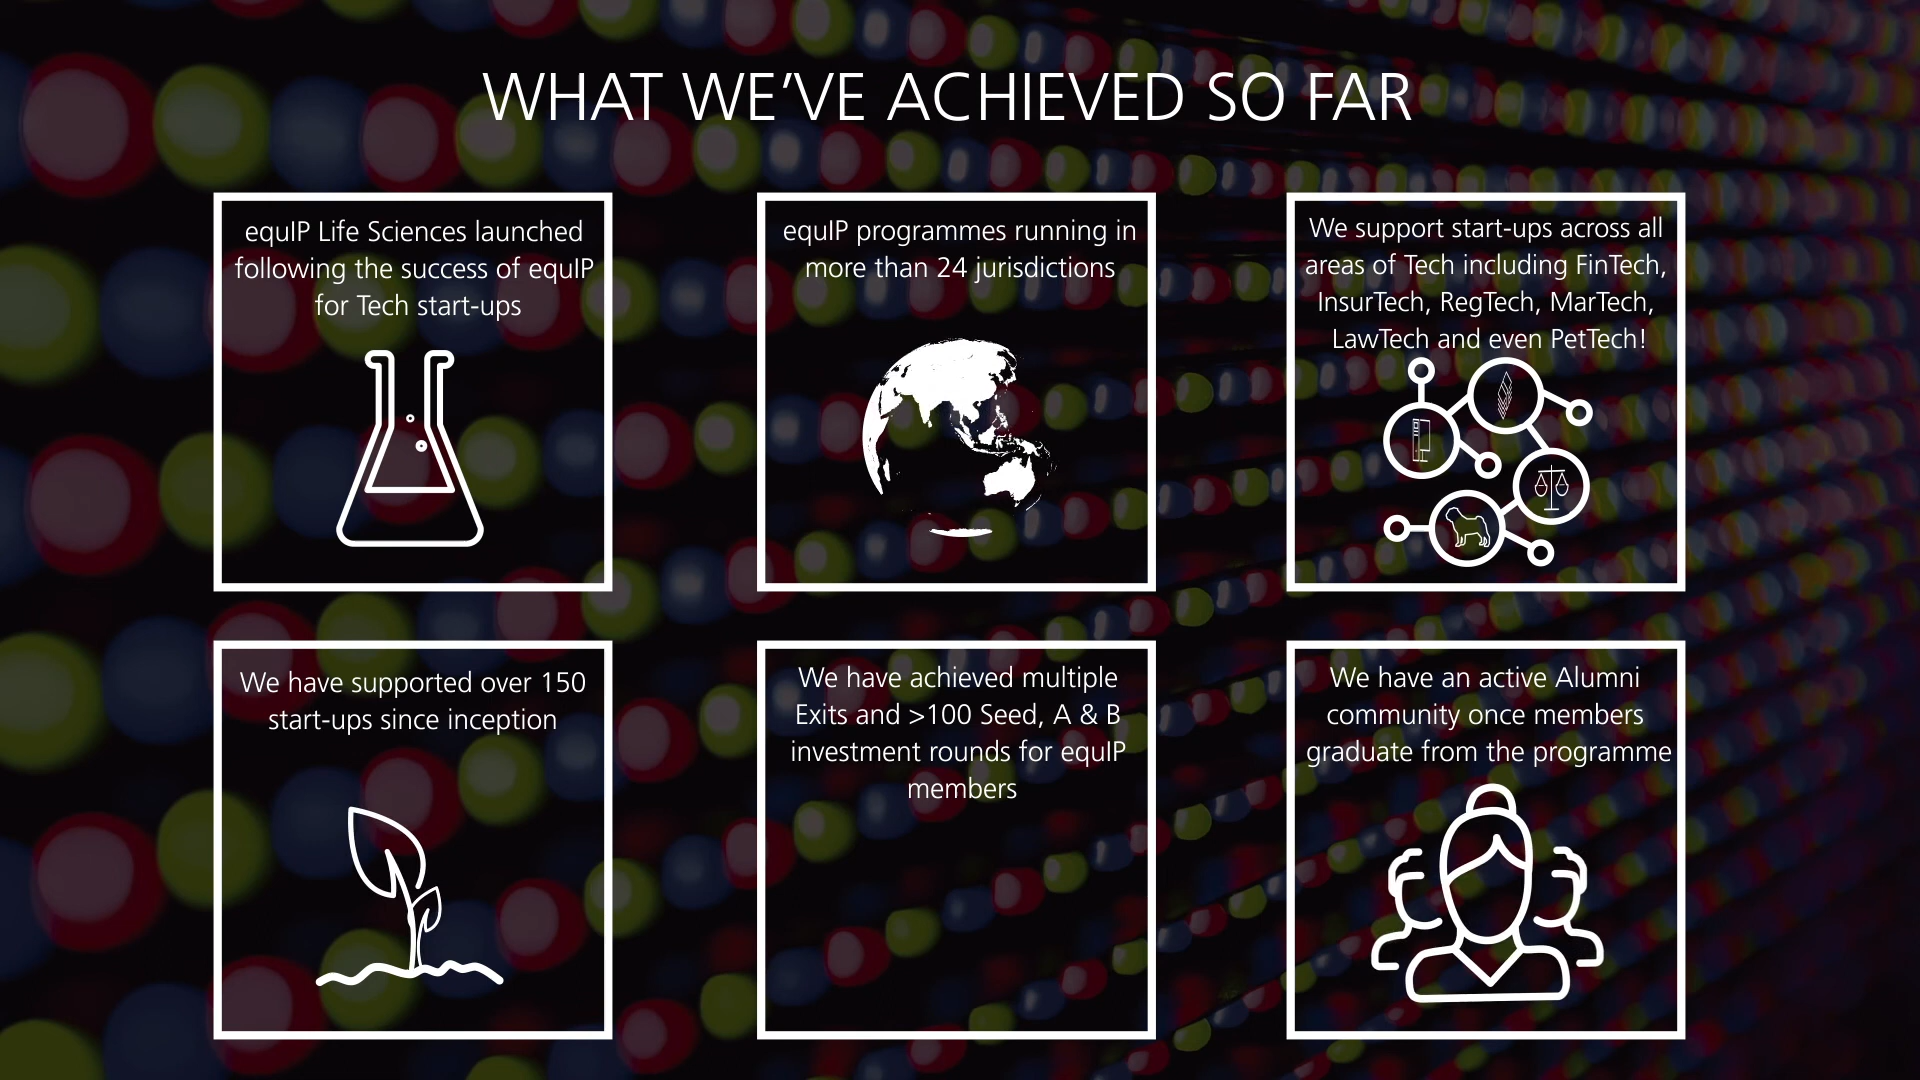 WHAT WE’VE ACHIEVED SO FAR
equIP Life Sciences launched
following the success of equIP
for Tech start-ups
equIP programmes running in
more than 24 jurisdictions
We support start-ups across all
areas of Tech including FinTech,
InsurTech, RegTech, MarTech,
LawTech and even PetTech!
We have supported over 150
start-ups since inception
We have achieved multiple
Exits and >100 Seed, A & B
investment rounds for equIP
members
We have an active Alumni
community once members
graduate from the programme